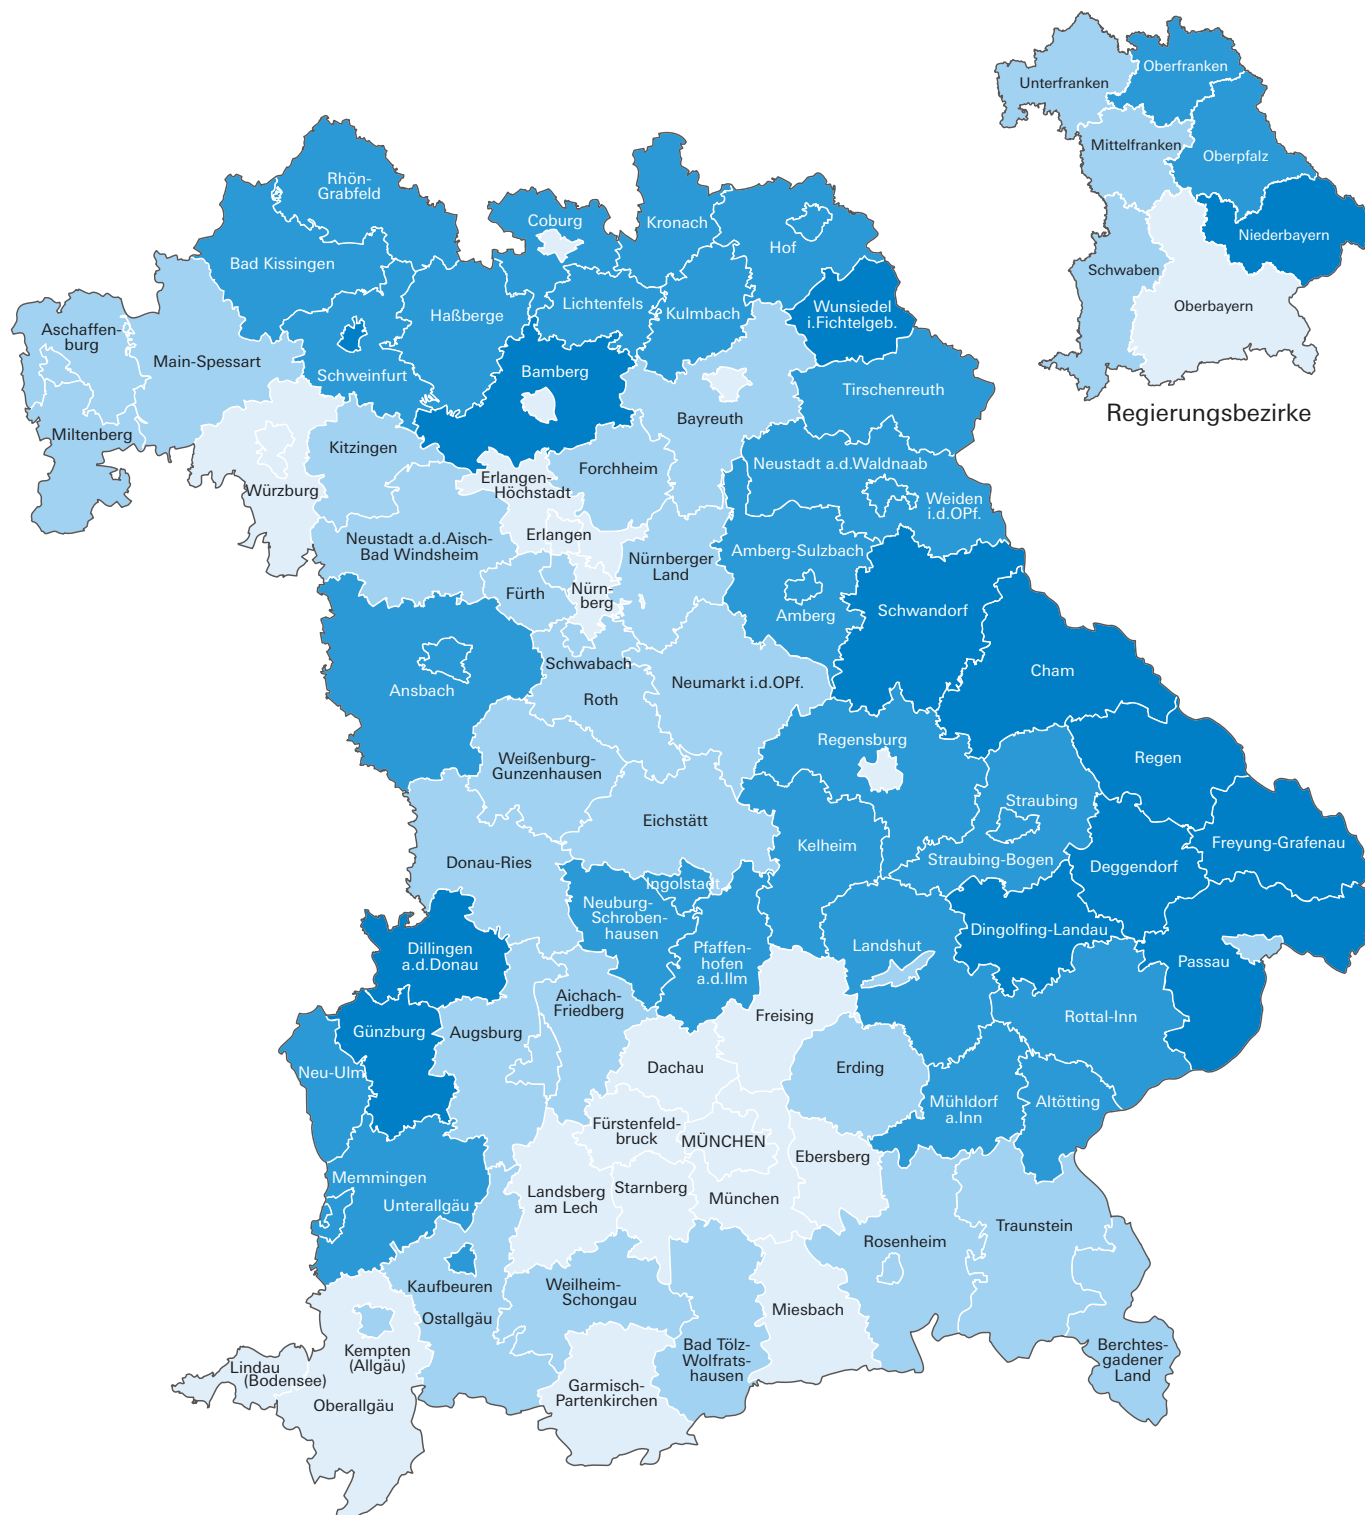 Unterfranken
Oberfranken
Mittelfranken
Oberpfalz
Niederbayern
Schwaben
Oberbayern
Regierungsbezirke
Rhön-
Grabfeld
Coburg
Kronach
Hof
Bad Kissingen
Lichtenfels
Haßberge
Kulmbach
Wunsiedel
i.Fichtelgeb.
Aschaffen-
burg
Main-Spessart
Schweinfurt
Bamberg
Tirschenreuth
Bayreuth
Miltenberg
Kitzingen
Forchheim
Neustadt a.d.Waldnaab
Erlangen-
Höchstadt
Würzburg
Weiden
i.d.OPf.
Erlangen
Neustadt a.d.Aisch-
Bad Windsheim
Amberg-Sulzbach
Nürnberger
Land
Fürth
Nürn-
berg
Amberg
Schwandorf
Schwabach
Cham
Ansbach
Neumarkt i.d.OPf.
Roth
Regensburg
Weißenburg-
Gunzenhausen
Regen
Straubing
Eichstätt
Kelheim
Freyung-Grafenau
Donau-Ries
Straubing-Bogen
Deggendorf
Ingolstadt
Neuburg-
Schroben-
hausen
Dingolfing-Landau
Dillingen
a.d.Donau
Pfaffen-
hofen
a.d.Ilm
Landshut
Passau
Aichach-
Friedberg
Freising
Rottal-Inn
Günzburg
Augsburg
Dachau
Erding
Neu-Ulm
Mühldorf
a.Inn
Altötting
Fürstenfeld-
bruck
MÜNCHEN
Ebersberg
Memmingen
Starnberg
Landsberg
am Lech
München
Unterallgäu
Traunstein
Rosenheim
Kaufbeuren
Weilheim-
Schongau
Miesbach
Ostallgäu
Bad Tölz-
Wolfrats-
hausen
Kempten
(Allgäu)
Berchtes-
gadener
Land
Lindau
(Bodensee)
Garmisch-
Partenkirchen
Oberallgäu